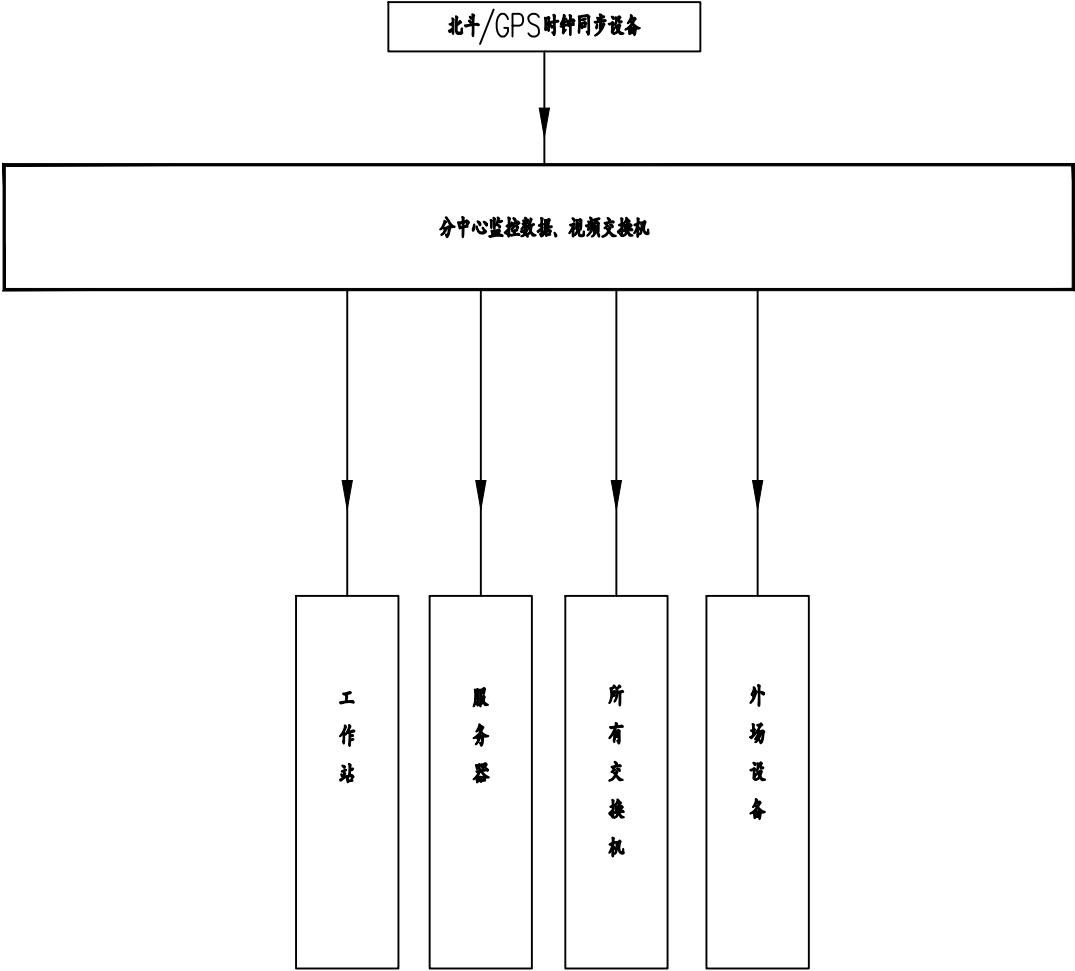 北斗/GPS时钟同步设备
分中心监控数据、视频交换机
工作站
服务器
所有交换机
外场设备